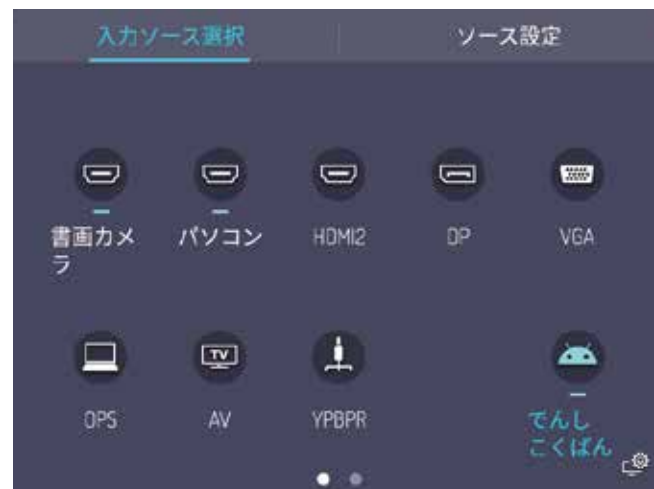 入力ソース選択 ソース設定
書画カメ
ラ
パソコン
HDMI2
DP
VGA
TV
OPS
AV
YPBPR
でんし
こくばん